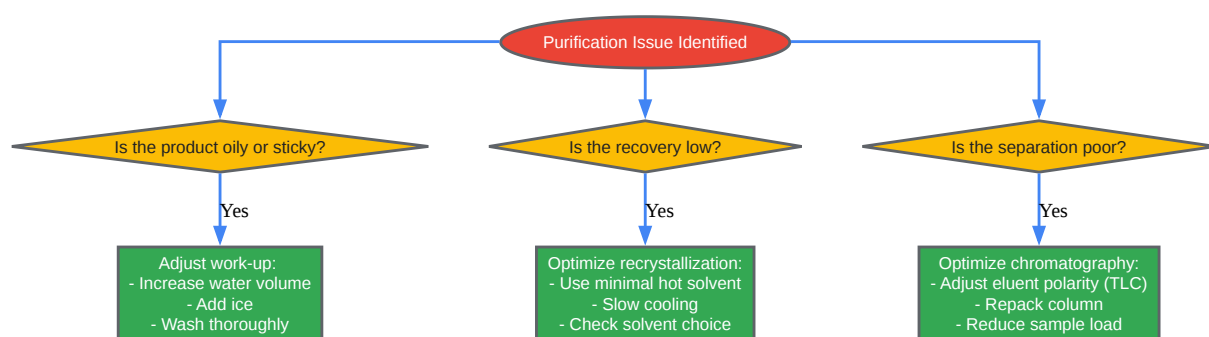 Purification Issue Identified
Is the product oily or sticky?
Is the recovery low?
Is the separation poor?
Yes
Yes
Yes
Adjust work-up:
- Increase water volume
- Add ice
- Wash thoroughly
Optimize recrystallization:
- Use minimal hot solvent
- Slow cooling
- Check solvent choice
Optimize chromatography:
- Adjust eluent polarity (TLC)
- Repack column
- Reduce sample load